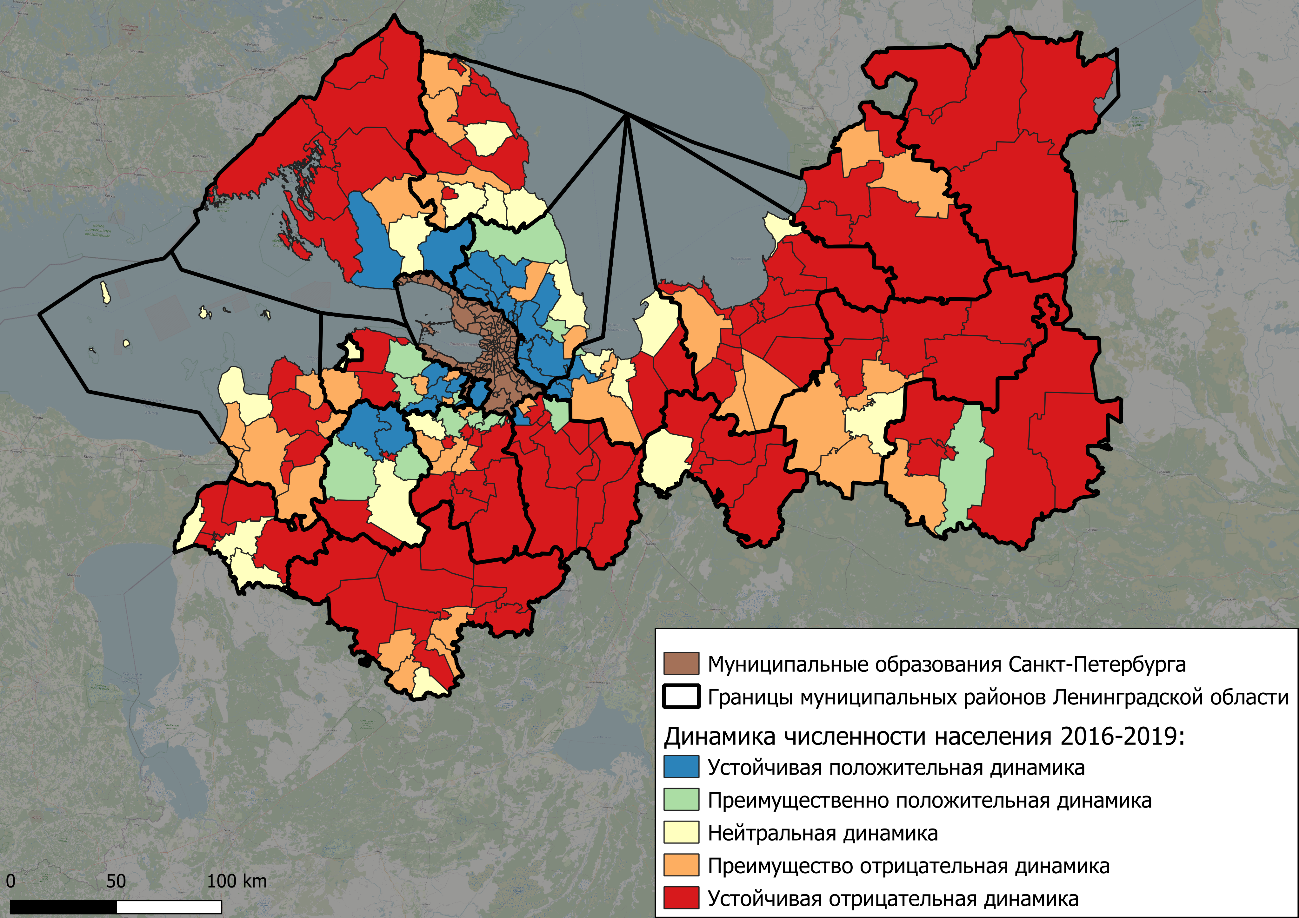 Муниципальные образования Санкт-Петербурга
Границы муниципальных районов Ленинградской области
Динамика численности населения 2016-2019:
Устойчивая положительная динамика
Преимущественно положительная динамика
Нейтральная динамика
Преимущество отрицательная динамика
Устойчивая отрицательная динамика
0 50 100 km